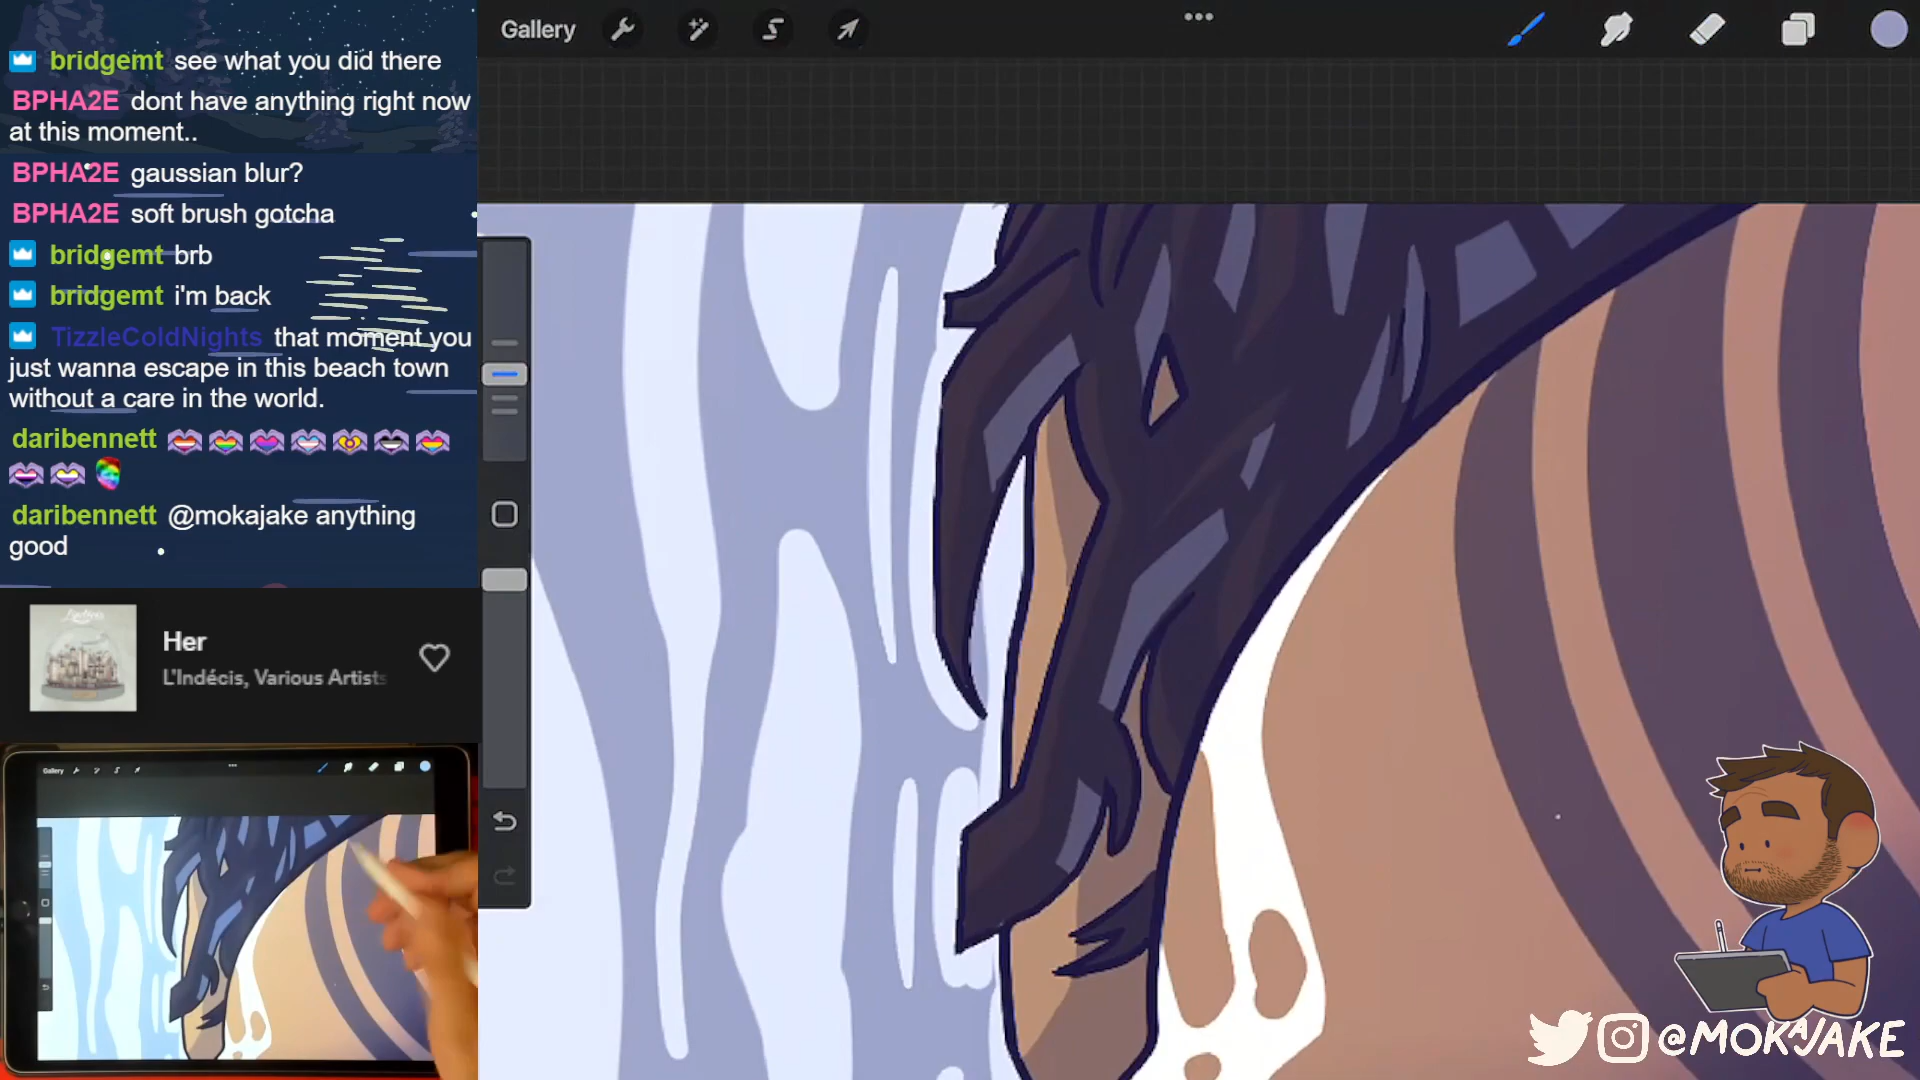 bridgemt see what you did there
BPHA2E dont have anything right now
at this moment..
BPHA2E gaussian blur?
BPHA2E soft brush gotcha
bridgemt brb
bridgemt i'm back
TizzleColdNights that moment you
just wanna escape in this beach town
without a care in the world.
daribennett
daribennett @mokajake anything
good
Her
L'Indécis, Various Artists
Gallery
Gallery
@MOKAJAKE